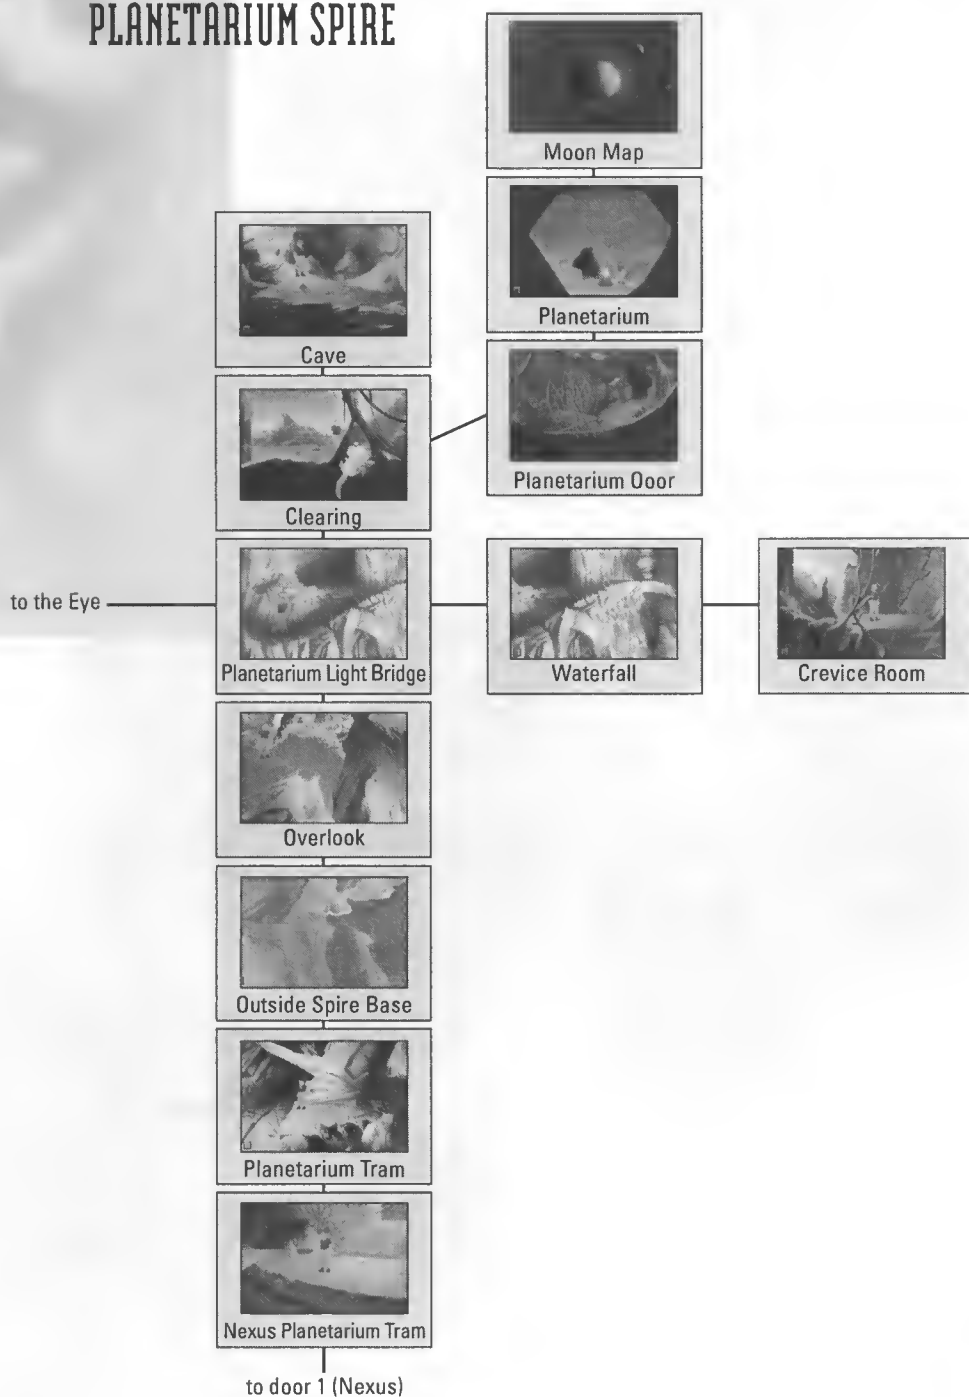 PLANETARIUM SPIRE
Moon Map
Planetarium
Cave
Planetarium Ooor
Clearing
to the Eye
Planetarium Light Bridge
Waterfall
Crevice Room
Overlook
Outside Spire Base
Planetarium Tram
Nexus Planetarium Tram
to door 1 (Nexus)